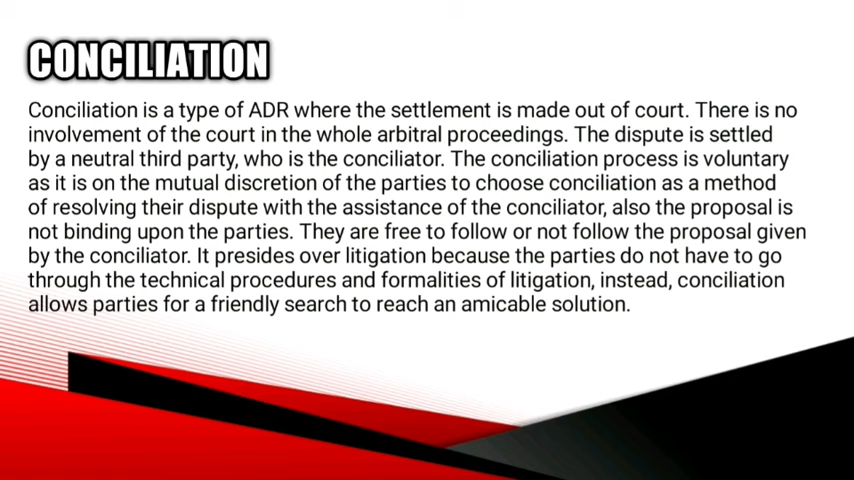 CONCILIATION
Conciliation is a type of ADR where the settlement is made out of court. There is no
involvement of the court in the whole arbitral proceedings. The dispute is settled
by a neutral third party, who is the conciliator. The conciliation process is voluntary
as it is on the mutual discretion of the parties to choose conciliation as a method
of resolving their dispute with the assistance of the conciliator, also the proposal is
not binding upon the parties. They are free to follow or not follow the proposal given
by the conciliator. It presides over litigation because the parties do not have to go
through the technical procedures and formalities of litigation, instead, conciliation
allows parties for a friendly search to reach an amicable solution.